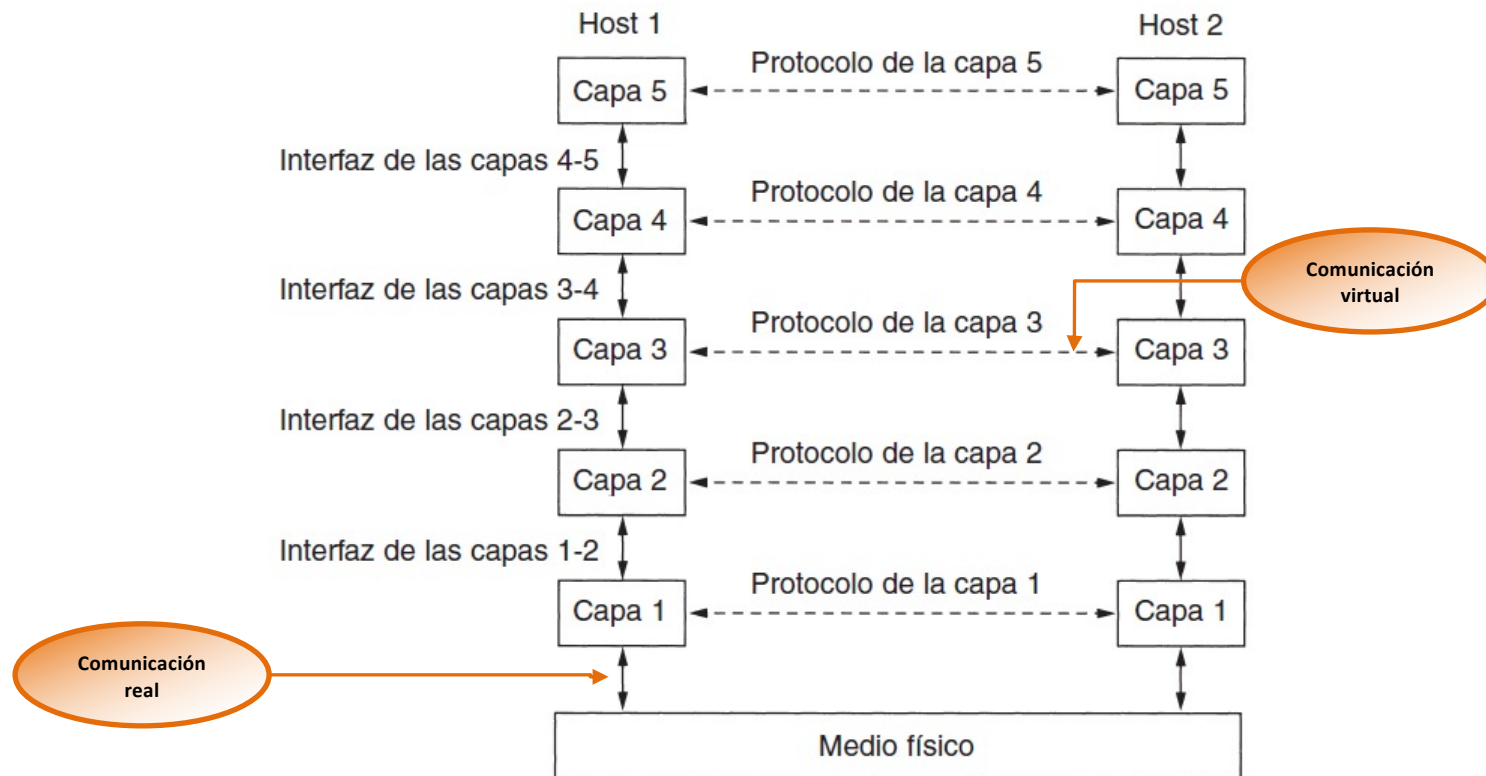 Host 1
Host 2
Capa 5
Protocolo de la capa 5
Capa 5
Interfaz de las capas 4-5
Capa 4
Protocolo de la capa 4
Capa 4
Interfaz de las capas 3-4
Comunicación
virtual
Capa 3
Protocolo de la capa 3
Capa 3
Interfaz de las capas 2-3
Capa 2
Protocolo de la capa 2
Capa 2
Interfaz de las capas 1-2
Capa 1
Protocolo de la capa 1
Capa 1
Comunicación
real
Medio físico